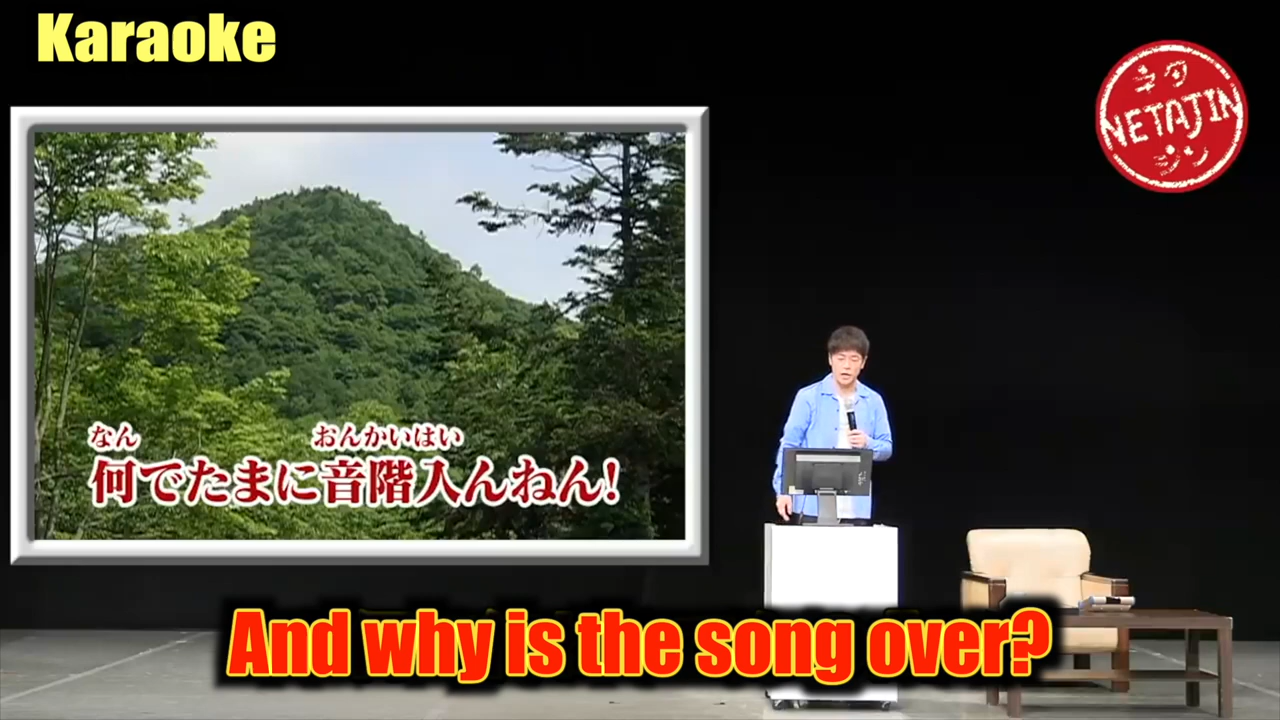 Karaoke
ネタ
NETAJIN
ジン
なん おんかいはい
何でたまに音階入んねん!
And why is the song over?